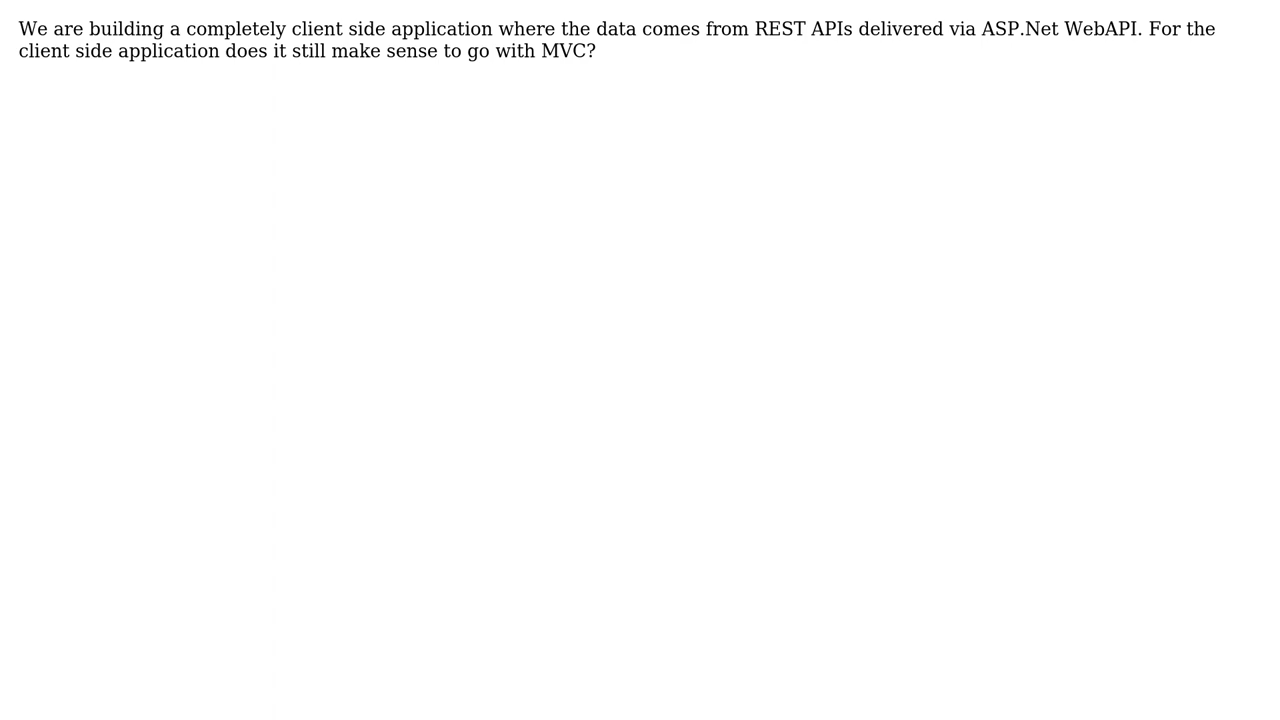 We are building a completely client side application where the data comes from REST APIs delivered via ASP.Net WebAPI. For the
client side application does it still make sense to go with MVC?